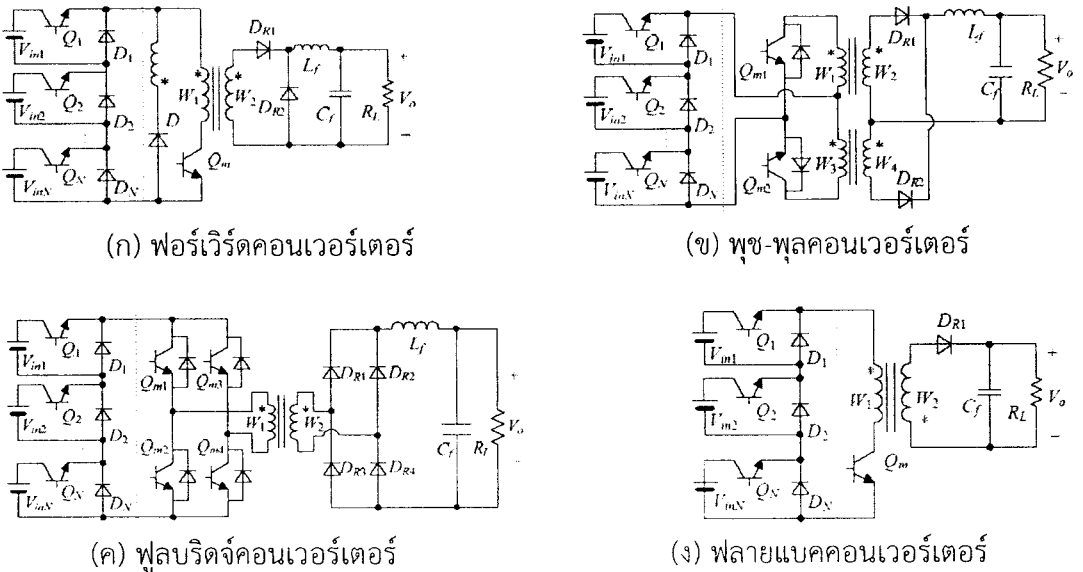 V_in1 Q_1 D_1
V_in2 Q_2 D_2
V_inN Q_N D_N
D W_1 W_2 Q_m
D_R1 D_R2 L_f C_f R_L V_o + −
(ก) ฟอร์เวิร์ดคอนเวอร์เตอร์
V_in1 Q_1 D_1
V_in2 Q_2 D_2
V_inN Q_N D_N
Q_m1 Q_m2 W_1 W_2 W_3 W_4
D_R1 D_R2 L_f C_f R_L V_o + −
(ข) พุช-พุลคอนเวอร์เตอร์
V_in1 Q_1 D_1
V_in2 Q_2 D_2
V_inN Q_N D_N
Q_m1 Q_m3 Q_m2 Q_m4 W_1 W_2
D_R1 D_R2 D_R3 D_R4 L_f C_f R_L V_o + −
(ค) ฟูลบริดจ์คอนเวอร์เตอร์
V_in1 Q_1 D_1
V_in2 Q_2 D_2
V_inN Q_N D_N
W_1 W_2 Q_m
D_R1 C_f R_L V_o + −
(ง) ฟลายแบคคอนเวอร์เตอร์